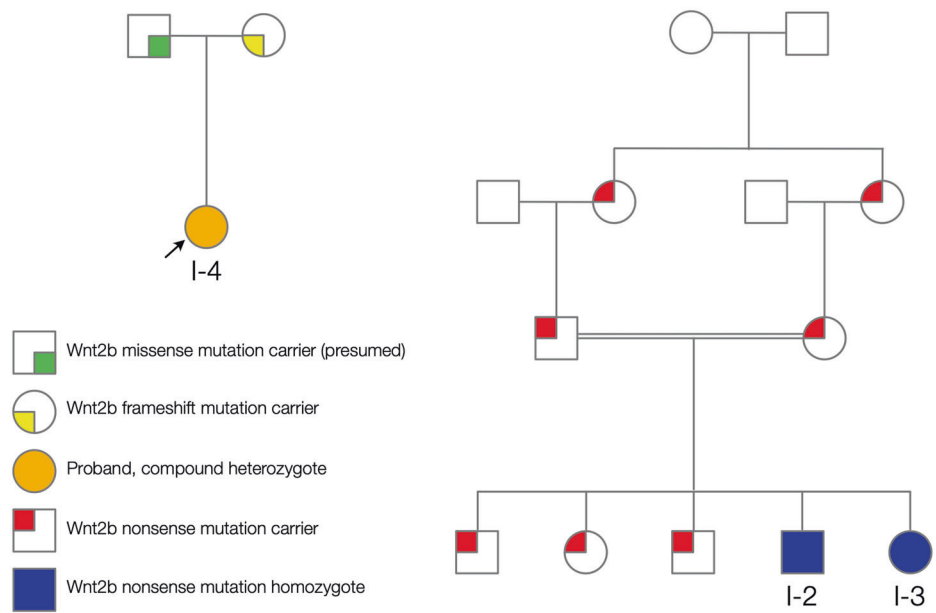 I-4
Wnt2b missense mutation carrier (presumed)
Wnt2b frameshift mutation carrier
Proband, compound heterozygote
Wnt2b nonsense mutation carrier
Wnt2b nonsense mutation homozygote
I-2
I-3